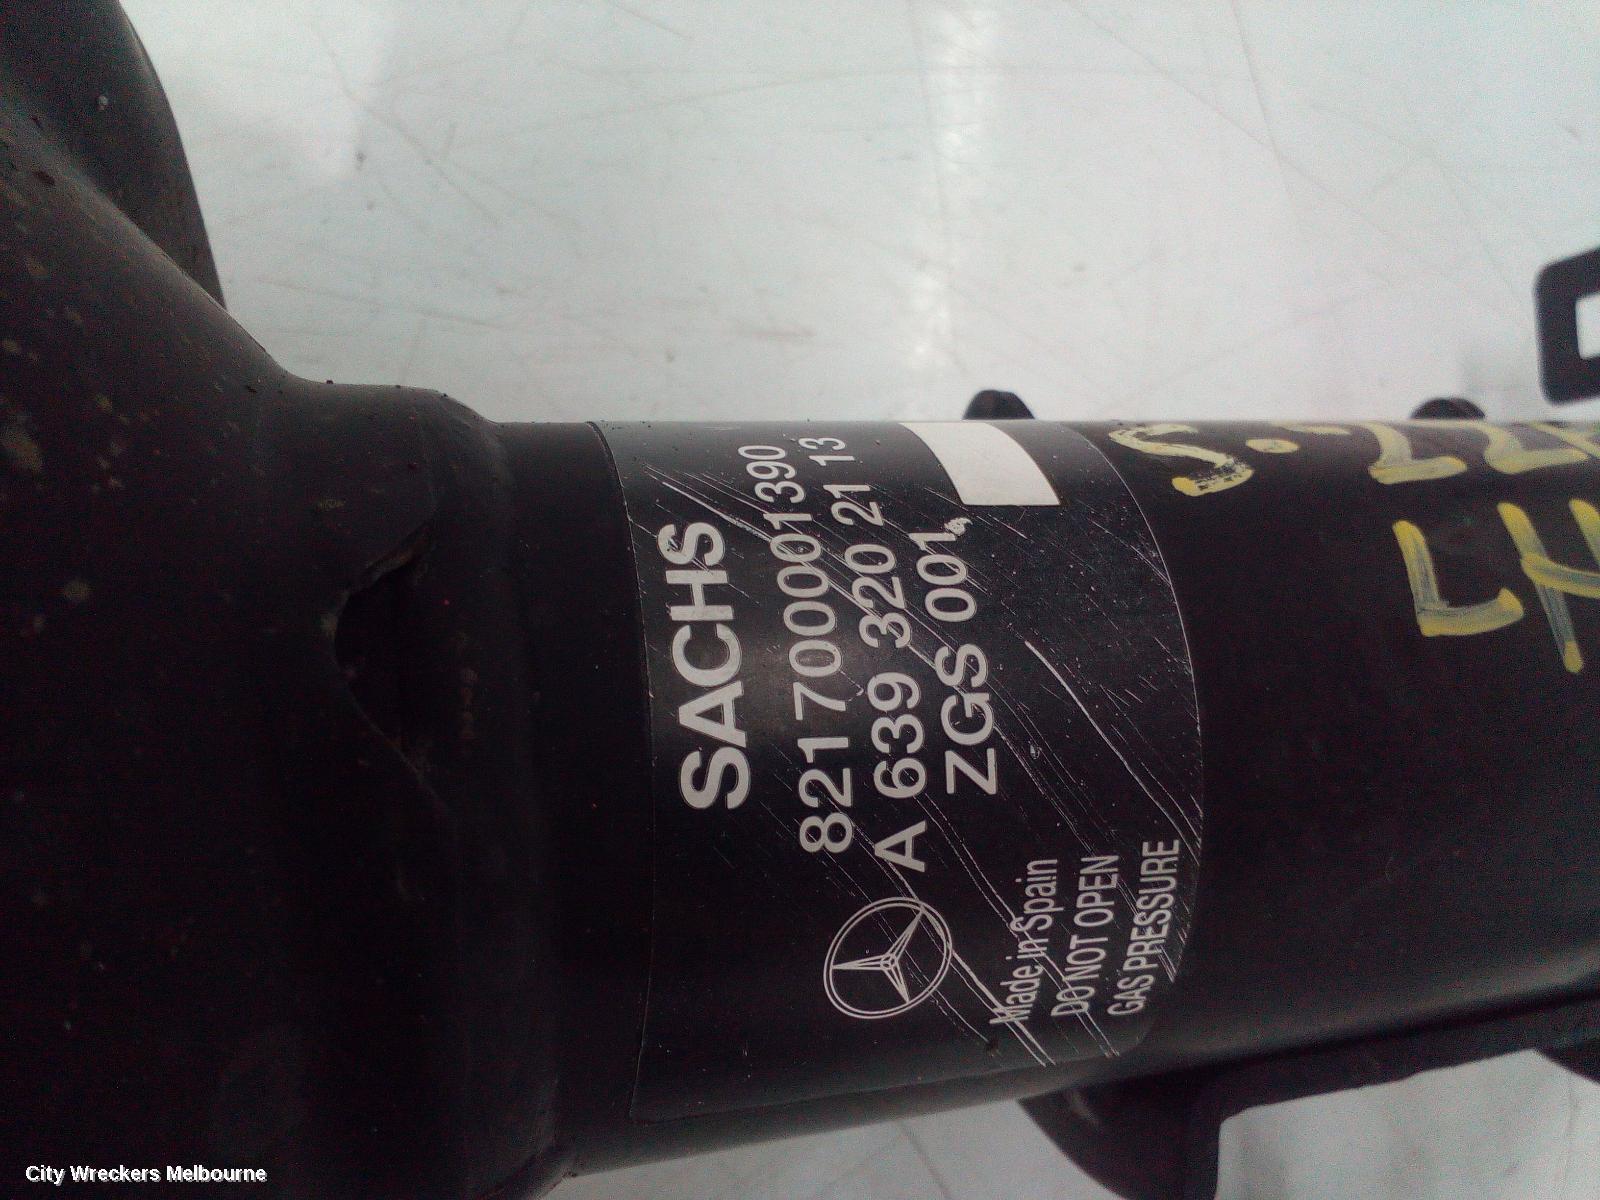 SACHS
821700001390
A 639 320 21 13
ZGS 001
Made in Spain
DO NOT OPEN
GAS PRESSURE
City Wreckers Melbourne